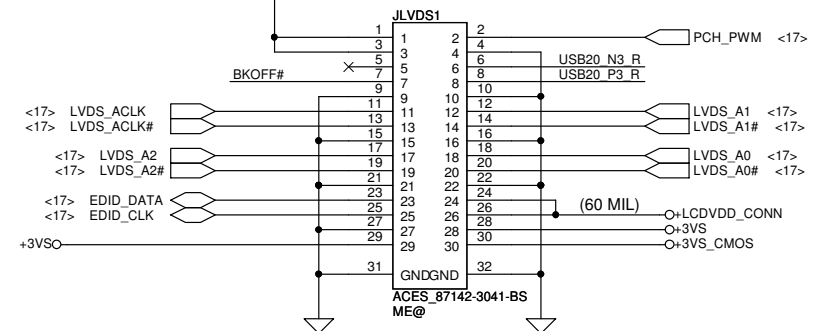 JLVDS1
1 1 2 2 PCH_PWM <17>
3 3 4 4
5 5 6 6 USB20_N3_R
BKOFF# 7 7 8 8 USB20_P3_R
9 9 10 10
<17> LVDS_ACLK 11 11 12 12 LVDS_A1 <17>
<17> LVDS_ACLK# 13 13 14 14 LVDS_A1# <17>
15 15 16 16
<17> LVDS_A2 17 17 18 18 LVDS_A0 <17>
<17> LVDS_A2# 19 19 20 20 LVDS_A0# <17>
21 21 22 22
<17> EDID_DATA 23 23 24 24
<17> EDID_CLK 25 25 26 26 (60 MIL) +LCDVDD_CONN
27 27 28 28 +3VS
+3VS 29 29 30 30 +3VS_CMOS
31 GND GND 32
ACES_87142-3041-BS
ME@